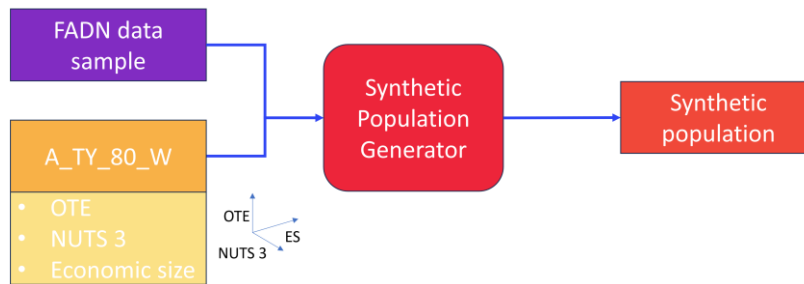 FADN data
sample
A_TY_80_W
• OTE
• NUTS 3
• Economic size
OTE
ES
NUTS 3
Synthetic
Population
Generator
Synthetic
population